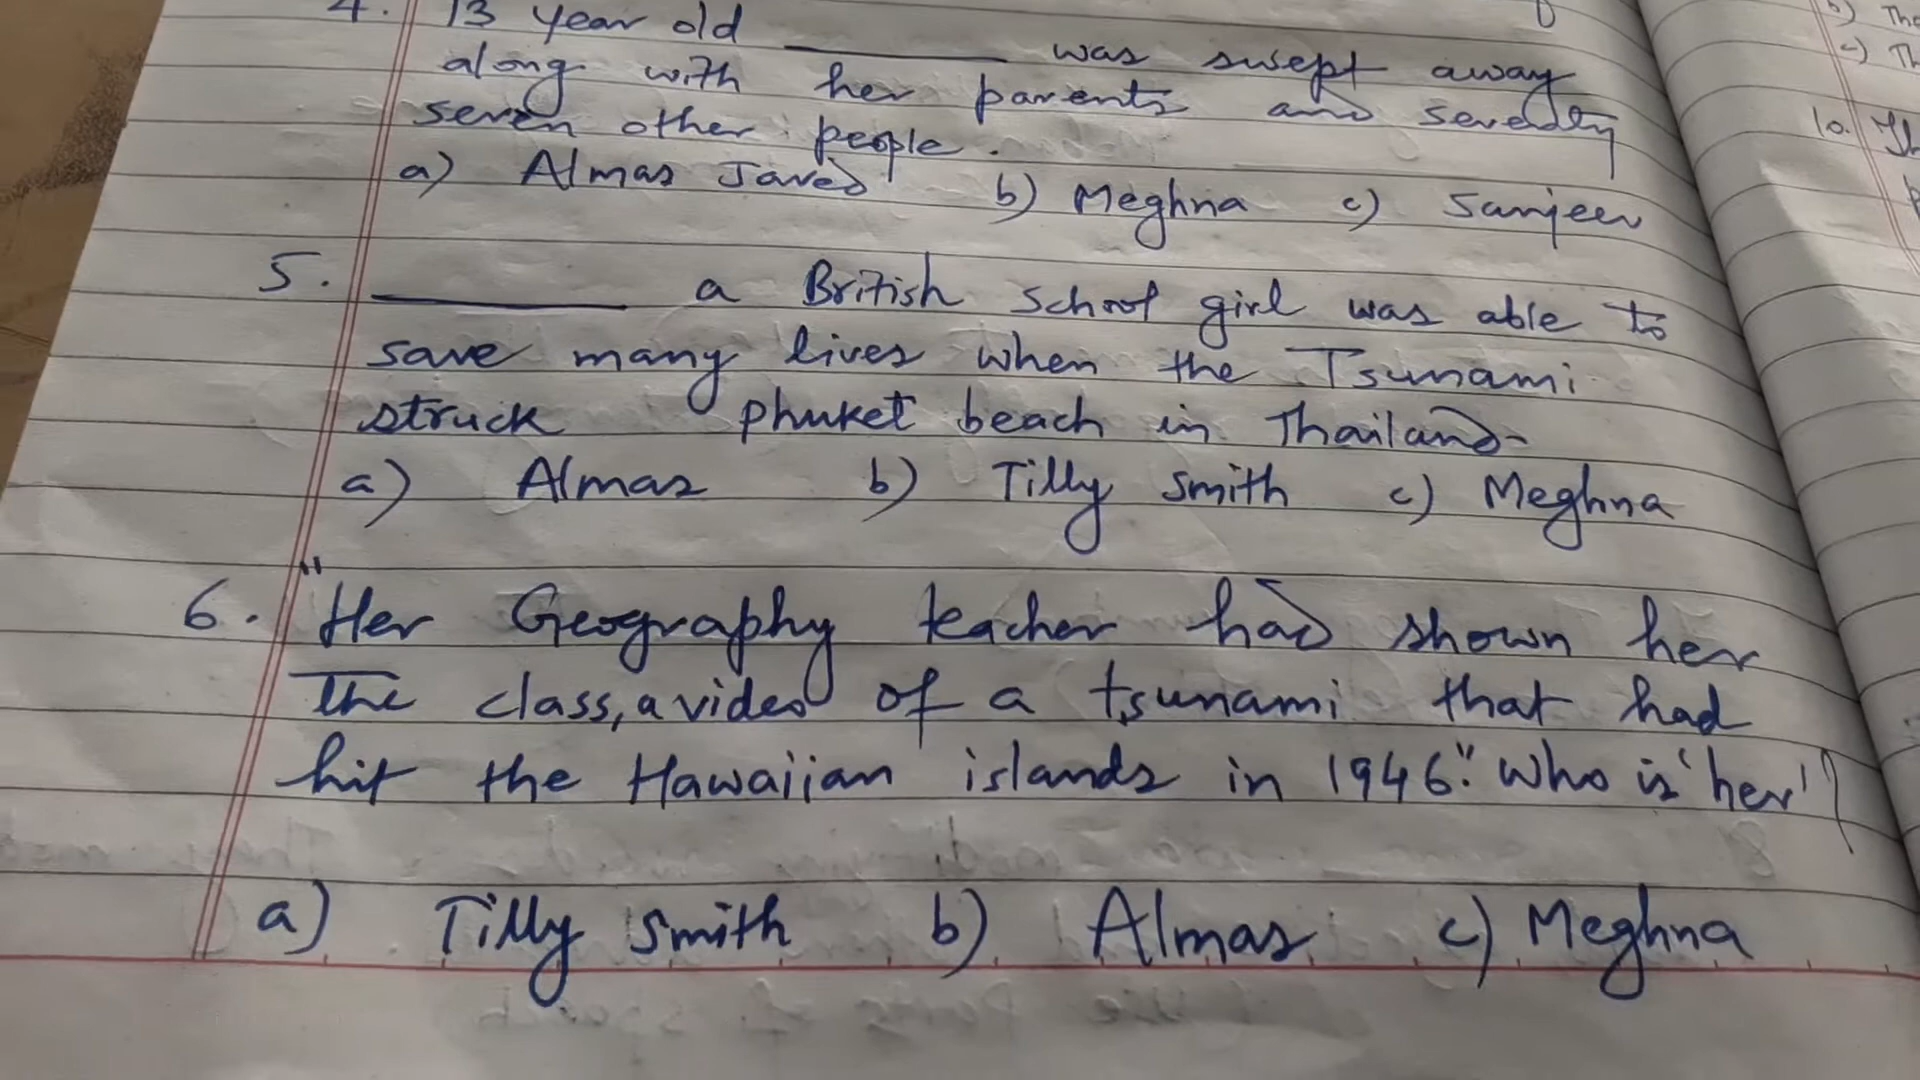 4. 13 year old ________ was swept away
along with her parents and seventy
seven other people.
a) Almas Javed b) Meghna c) Sanjeev
5. ________ a British school girl was able to
save many lives when the Tsunami
struck phuket beach in Thailand-
a) Almas b) Tilly Smith c) Meghna
6. "Her Geography teacher had shown her
the class, a video of a tsunami that had
hit the Hawaiian islands in 1946". Who is 'her'?
a) Tilly Smith b) Almas c) Meghna
b)
c)
10.